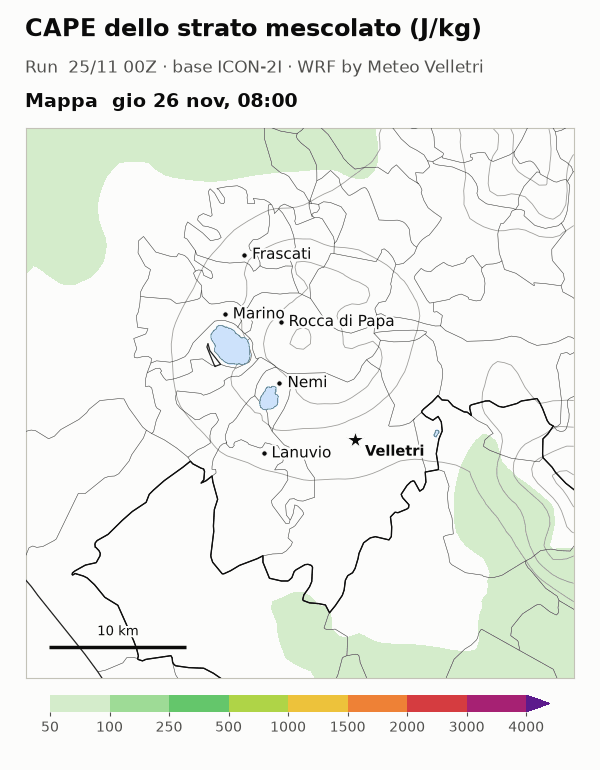 CAPE dello strato mescolato (J/kg)
Run  25/11 00Z · base ICON-2I · WRF by Meteo Velletri
Mappa  gio 26 nov, 08:00
Frascati
Marino
Rocca di Papa
Nemi
Velletri
Lanuvio
10 km
50 100 250 500 1000 1500 2000 3000 4000